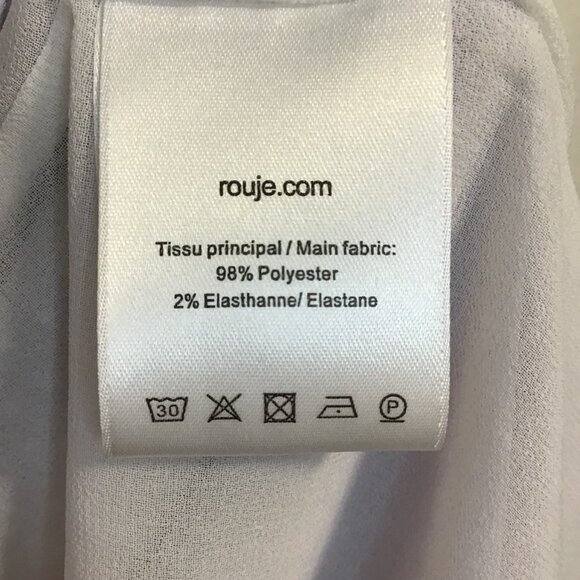 rouje.com
Tissu principal / Main fabric:
98% Polyester
2% Elasthanne/ Elastane
30 P